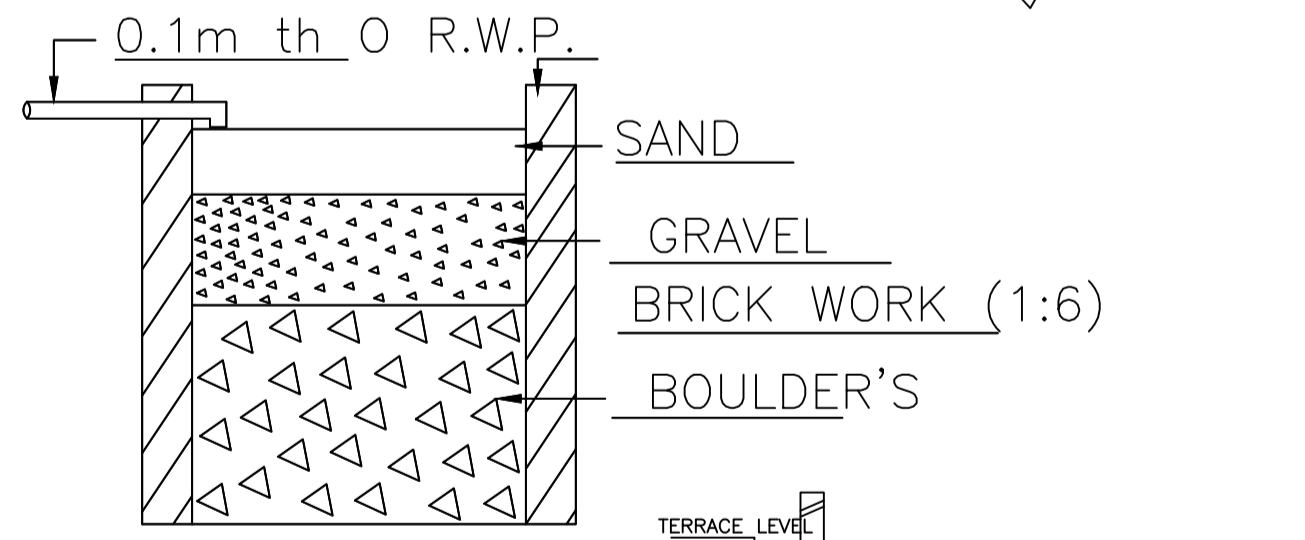 0.1m th O R.W.P.
SAND
GRAVEL
BRICK WORK (1:6)
BOULDER'S
TERRACE LEVEL